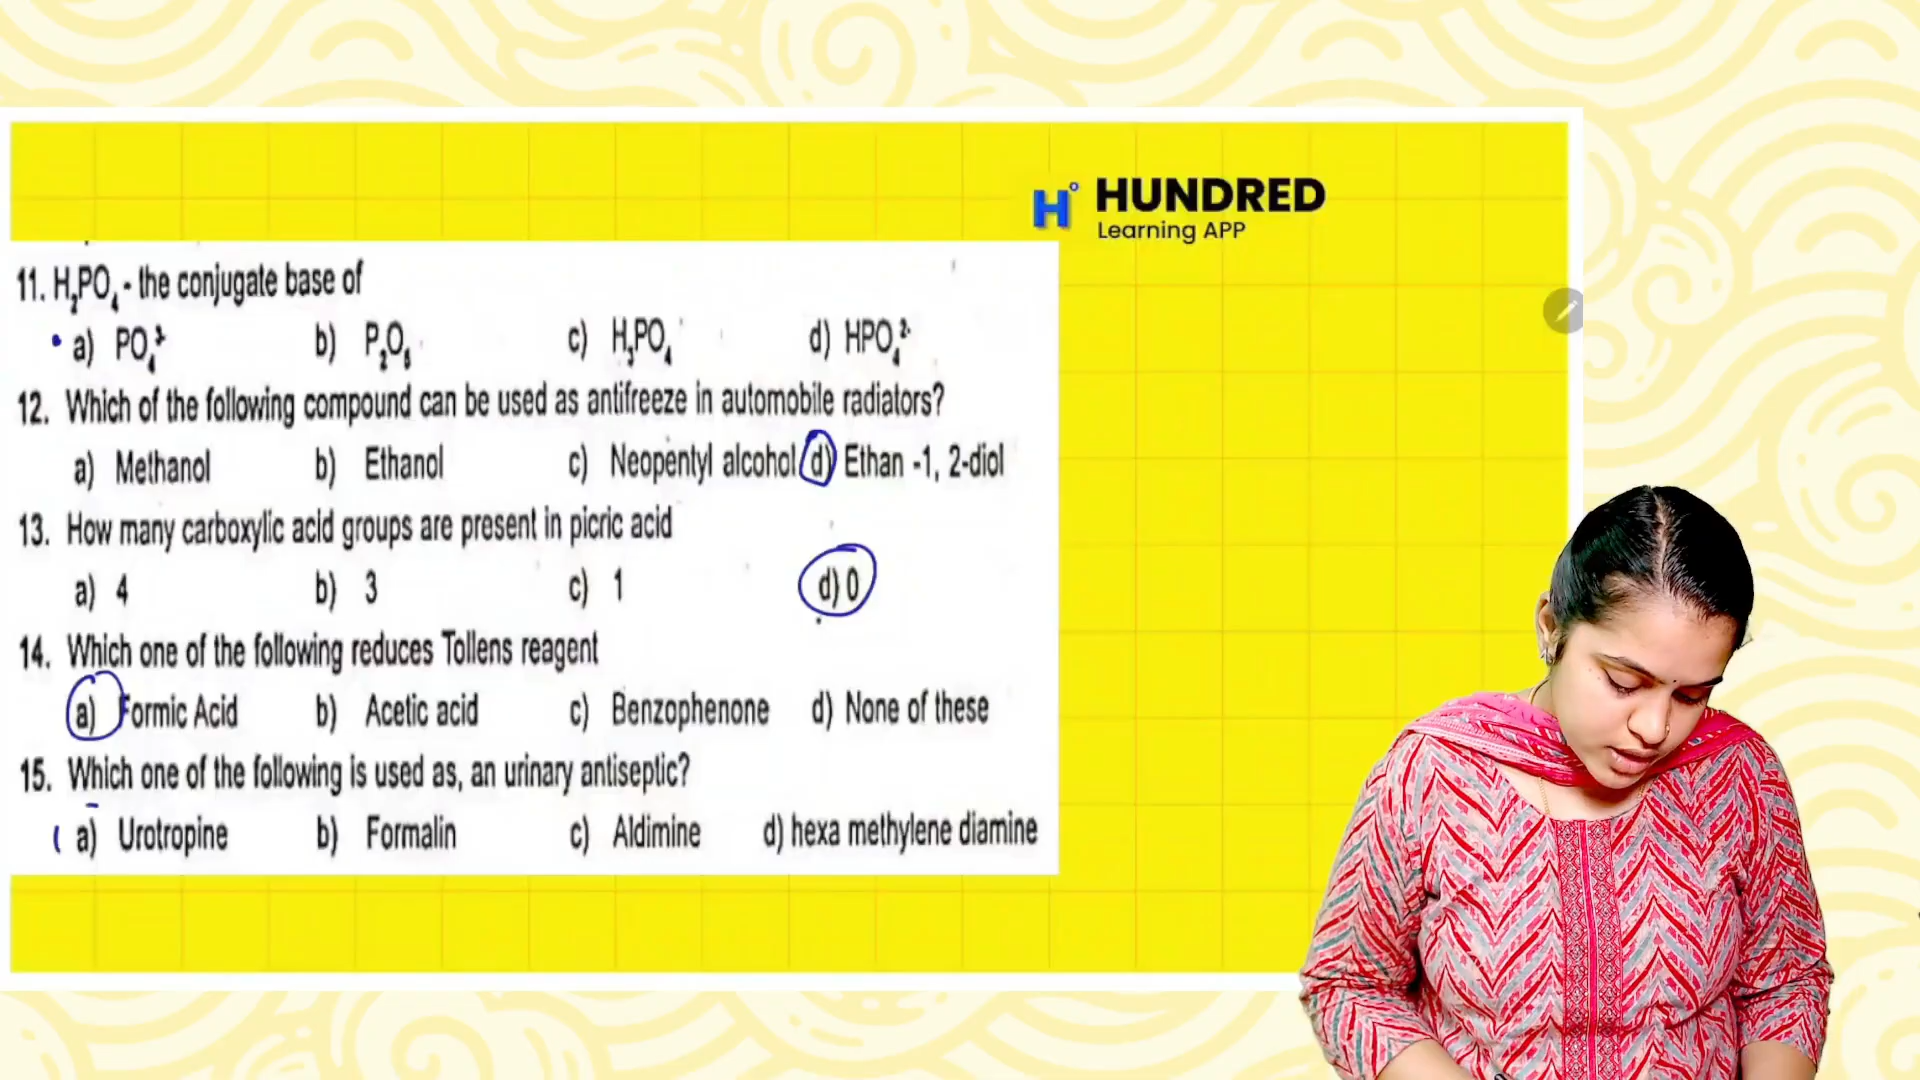 H° HUNDRED
Learning APP
11. H₂PO₄ - the conjugate base of
a) PO₄³⁻ b) P₂O₅ c) H₃PO₄ d) HPO₄²⁻
12. Which of the following compound can be used as antifreeze in automobile radiators?
a) Methanol b) Ethanol c) Neopentyl alcohol d) Ethan -1, 2-diol
13. How many carboxylic acid groups are present in picric acid
a) 4 b) 3 c) 1 d) 0
14. Which one of the following reduces Tollens reagent
a) Formic Acid b) Acetic acid c) Benzophenone d) None of these
15. Which one of the following is used as, an urinary antiseptic?
a) Urotropine b) Formalin c) Aldimine d) hexa methylene diamine